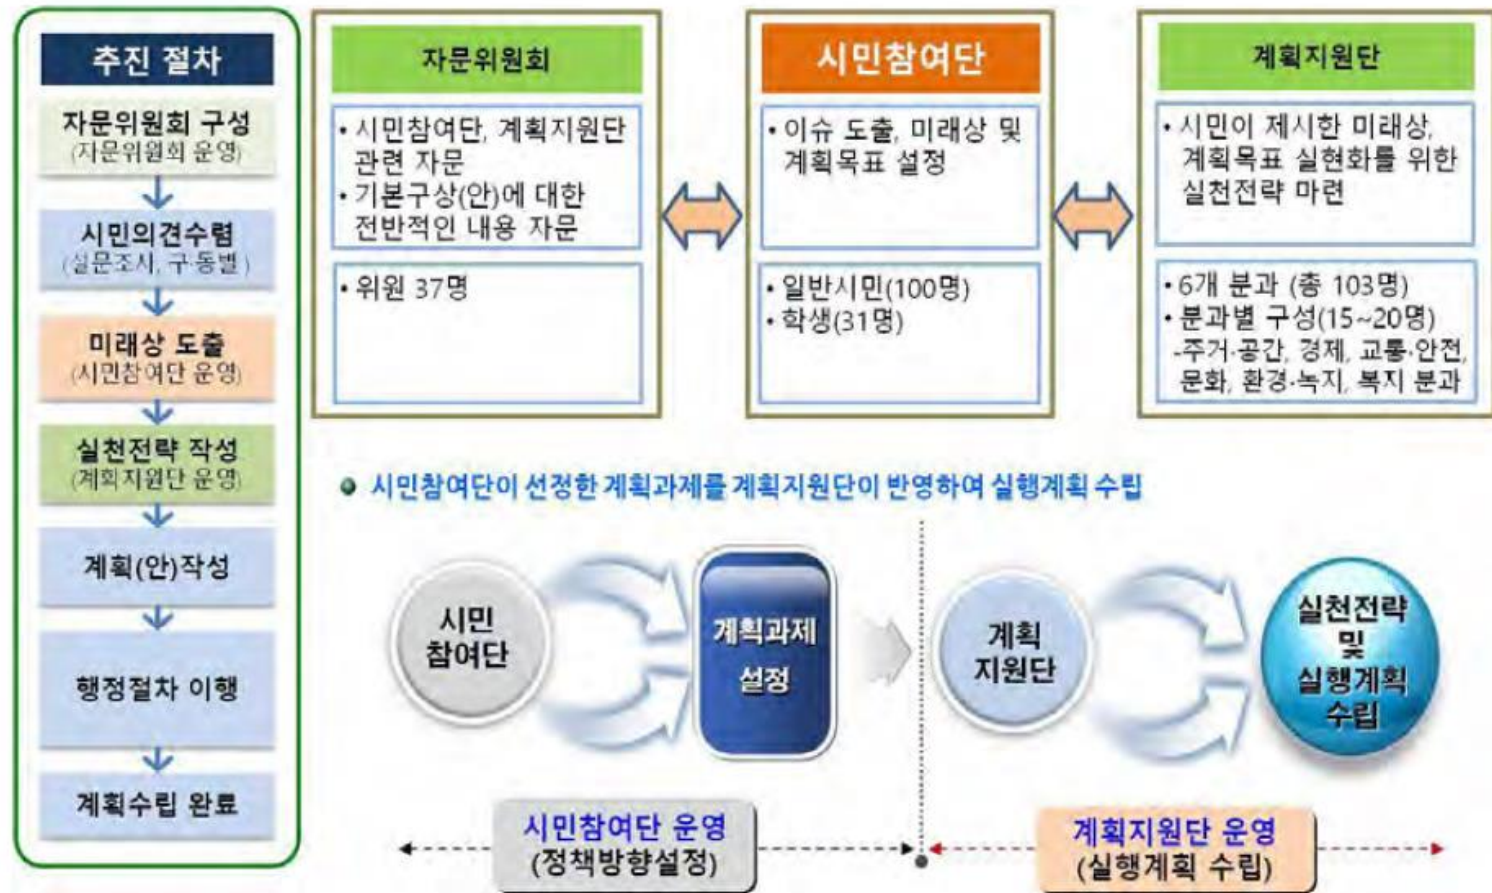 추진 절차
자문위원회 구성
(자문위원회 운영)
시민의견수렴
(설문조사, 구·동별)
미래상 도출
(시민참여단 운영)
실천전략 작성
(계획지원단 운영)
계획(안)작성
행정절차 이행
계획수립 완료
자문위원회
• 시민참여단, 계획지원단
관련 자문
• 기본구상(안)에 대한
전반적인 내용 자문
• 위원 37명
시민참여단
• 이슈 도출, 미래상 및
계획목표 설정
• 일반시민(100명)
• 학생(31명)
계획지원단
• 시민이 제시한 미래상,
계획목표 실현화를 위한
실천전략 마련
• 6개 분과 (총 103명)
• 분과별 구성(15~20명)
-주거·공간, 경제, 교통·안전,
문화, 환경·녹지, 복지 분과
시민참여단이 선정한 계획과제를 계획지원단이 반영하여 실행계획 수립
시민
참여단
계획과제
설정
계획
지원단
실천전략
및
실행계획
수립
시민참여단 운영
(정책방향설정)
계획지원단 운영
(실행계획 수립)